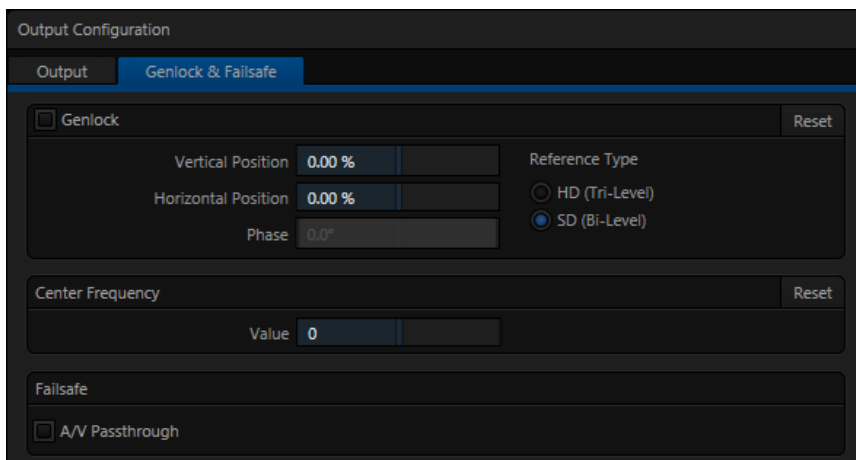 Output Configuration
Output Genlock & Failsafe
Genlock Reset
Vertical Position 0.00 % Reference Type
Horizontal Position 0.00 % HD (Tri-Level)
SD (Bi-Level)
Phase 0.0°
Center Frequency Reset
Value 0
Failsafe
A/V Passthrough